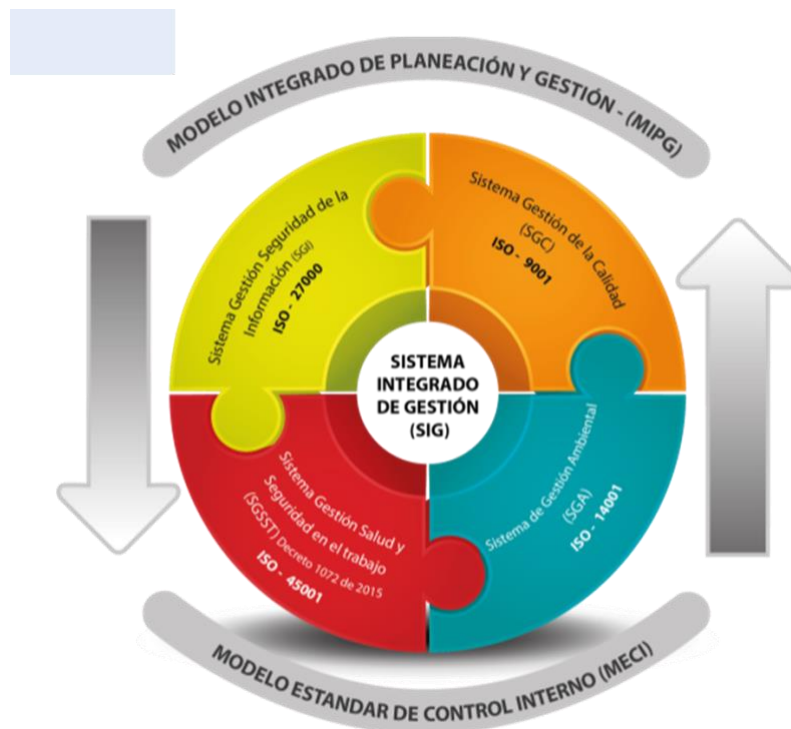 MODELO INTEGRADO DE PLANEACIÓN Y GESTIÓN - (MIPG)
Sistema Gestión Seguridad de la
Información (SGI)
ISO - 27000
Sistema Gestión de la Calidad
(SGC)
ISO - 9001
SISTEMA
INTEGRADO
DE GESTIÓN
(SIG)
Sistema Gestión Salud y
Seguridad en el trabajo
(SGSST) Decreto 1072 de 2015
ISO - 45001
Sistema de Gestión Ambiental
(SGA)
ISO - 14001
MODELO ESTANDAR DE CONTROL INTERNO (MECI)